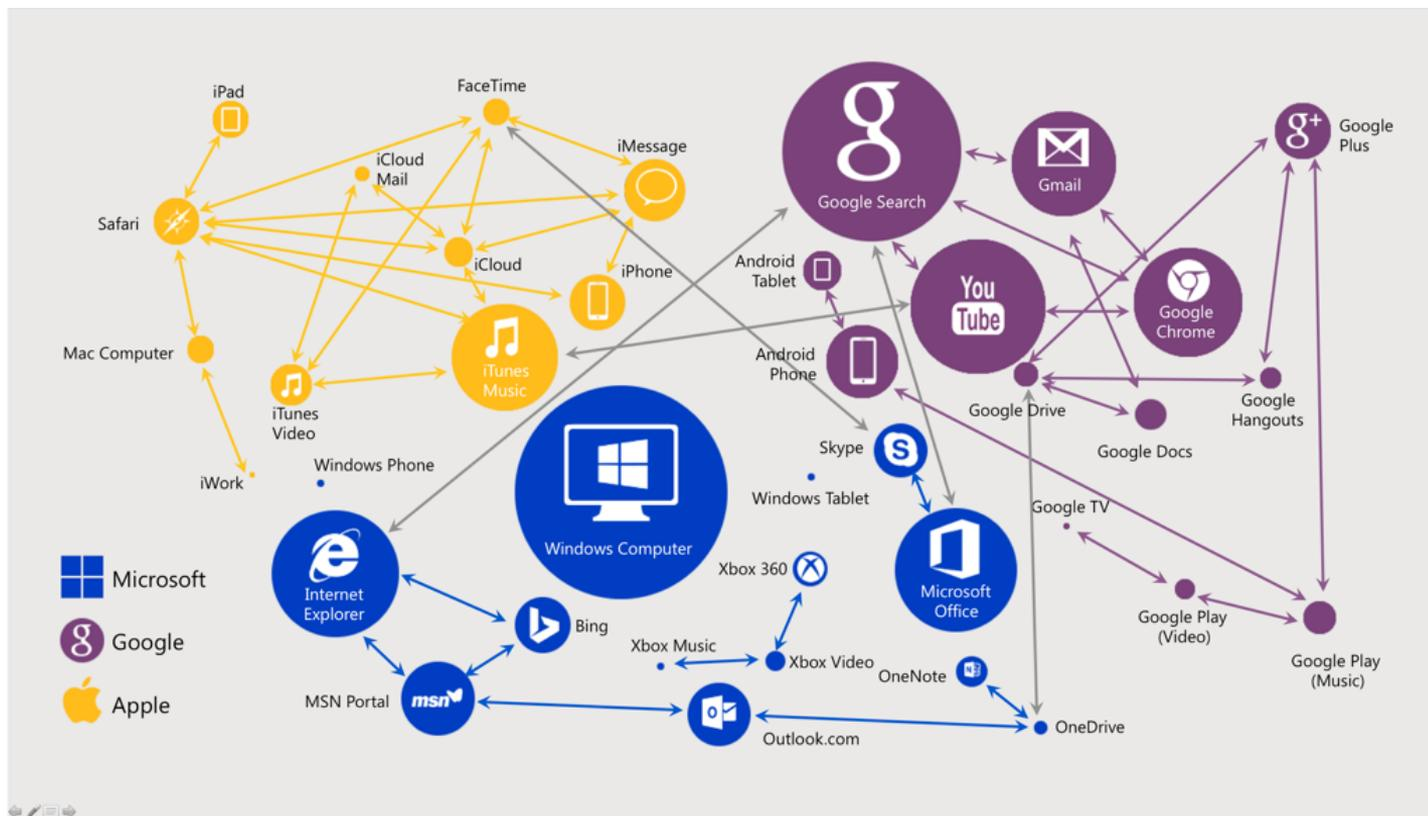 iPad
FaceTime
iMessage
iCloud
Mail
Safari
iCloud
iPhone
Mac Computer
iTunes
Music
iTunes
Video
iWork
g
Google Search
Gmail
g+
Google
Plus
Android
Tablet
You
Tube
Google
Chrome
Android
Phone
Google Drive
Google
Hangouts
Google Docs
Google TV
Google Play
(Video)
Google Play
(Music)
Windows Phone
Windows Computer
Skype
S
Windows Tablet
e
Internet
Explorer
Xbox 360
Microsoft
Office
Bing
Xbox Music
Xbox Video
OneNote
N
MSN Portal
msn
o
Outlook.com
OneDrive
Microsoft
g
Google
Apple